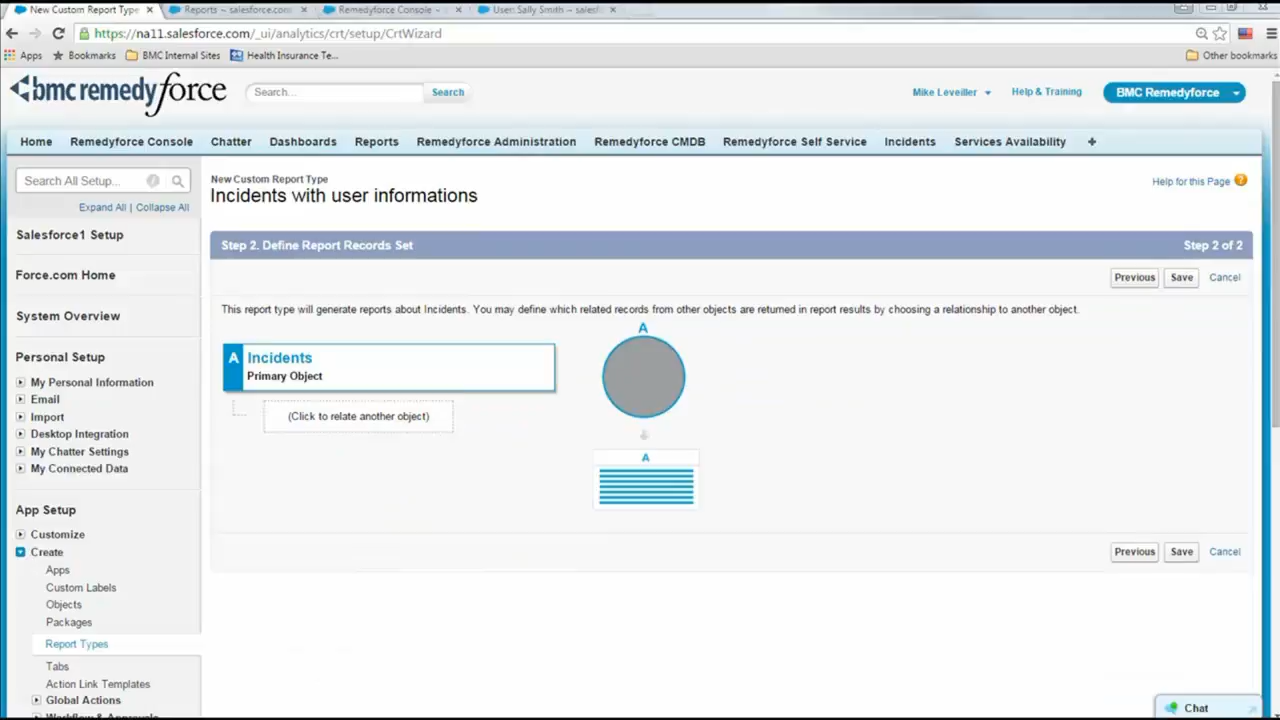 New Custom Report Type
Reports ~ salesforce.com
Remedyforce Console ~
User: Sally Smith ~ salesf
https://na11.salesforce.com/_ui/analytics/crt/setup/CrtWizard
Apps
Bookmarks
BMC Internal Sites
Health Insurance Te...
Other bookmarks
bmc remedyforce
Search...
Search
Mike Leveiller
Help & Training
BMC Remedyforce
Home
Remedyforce Console
Chatter
Dashboards
Reports
Remedyforce Administration
Remedyforce CMDB
Remedyforce Self Service
Incidents
Services Availability
Search All Setup...
Expand All | Collapse All
Salesforce1 Setup
Force.com Home
System Overview
Personal Setup
My Personal Information
Email
Import
Desktop Integration
My Chatter Settings
My Connected Data
App Setup
Customize
Create
Apps
Custom Labels
Objects
Packages
Report Types
Tabs
Action Link Templates
Global Actions
Workflow & Approvals
New Custom Report Type
Incidents with user informations
Help for this Page
Step 2. Define Report Records Set
Step 2 of 2
Previous
Save
Cancel
This report type will generate reports about Incidents. You may define which related records from other objects are returned in report results by choosing a relationship to another object.
A
Incidents
Primary Object
(Click to relate another object)
A
A
Previous
Save
Cancel
Chat